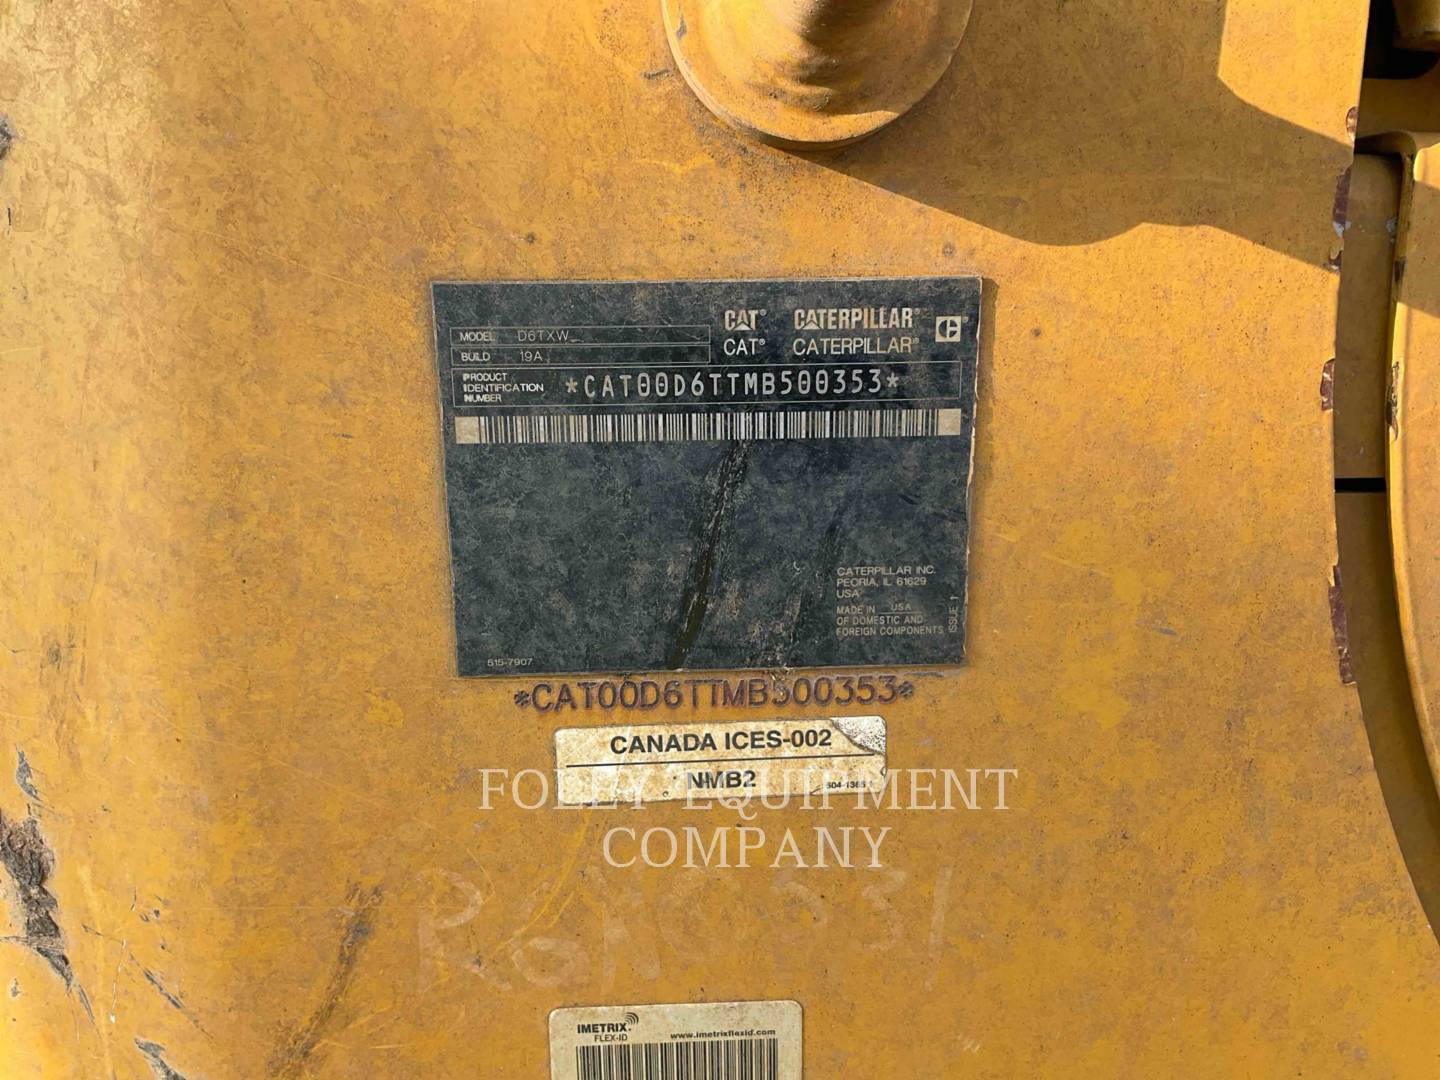 MODEL D6TXW
BUILD 19A
CAT® CATERPILLAR®
CAT® CATERPILLAR®
PRODUCT IDENTIFICATION NUMBER *CAT00D6TTMB500353*
CATERPILLAR INC.
PEORIA, IL 61629
USA
MADE IN USA
OF DOMESTIC AND
FOREIGN COMPONENTS
ISSUE 1
515-7907
*CAT00D6TTMB500353*
CANADA ICES-002
NMB2
FOLEY EQUIPMENT
COMPANY
IMETRIX
FLEX-ID
www.imetrixflexid.com